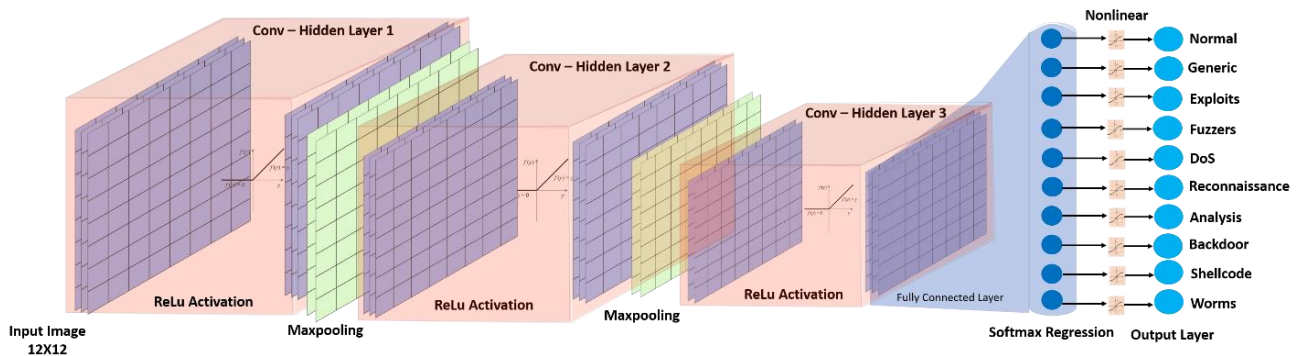 Conv – Hidden Layer 1
Conv – Hidden Layer 2
Conv – Hidden Layer 3
ReLu Activation
ReLu Activation
ReLu Activation
Input Image
12X12
Maxpooling
Maxpooling
Fully Connected Layer
Nonlinear
Normal
Generic
Exploits
Fuzzers
DoS
Reconnaissance
Analysis
Backdoor
Shellcode
Worms
Softmax Regression
Output Layer